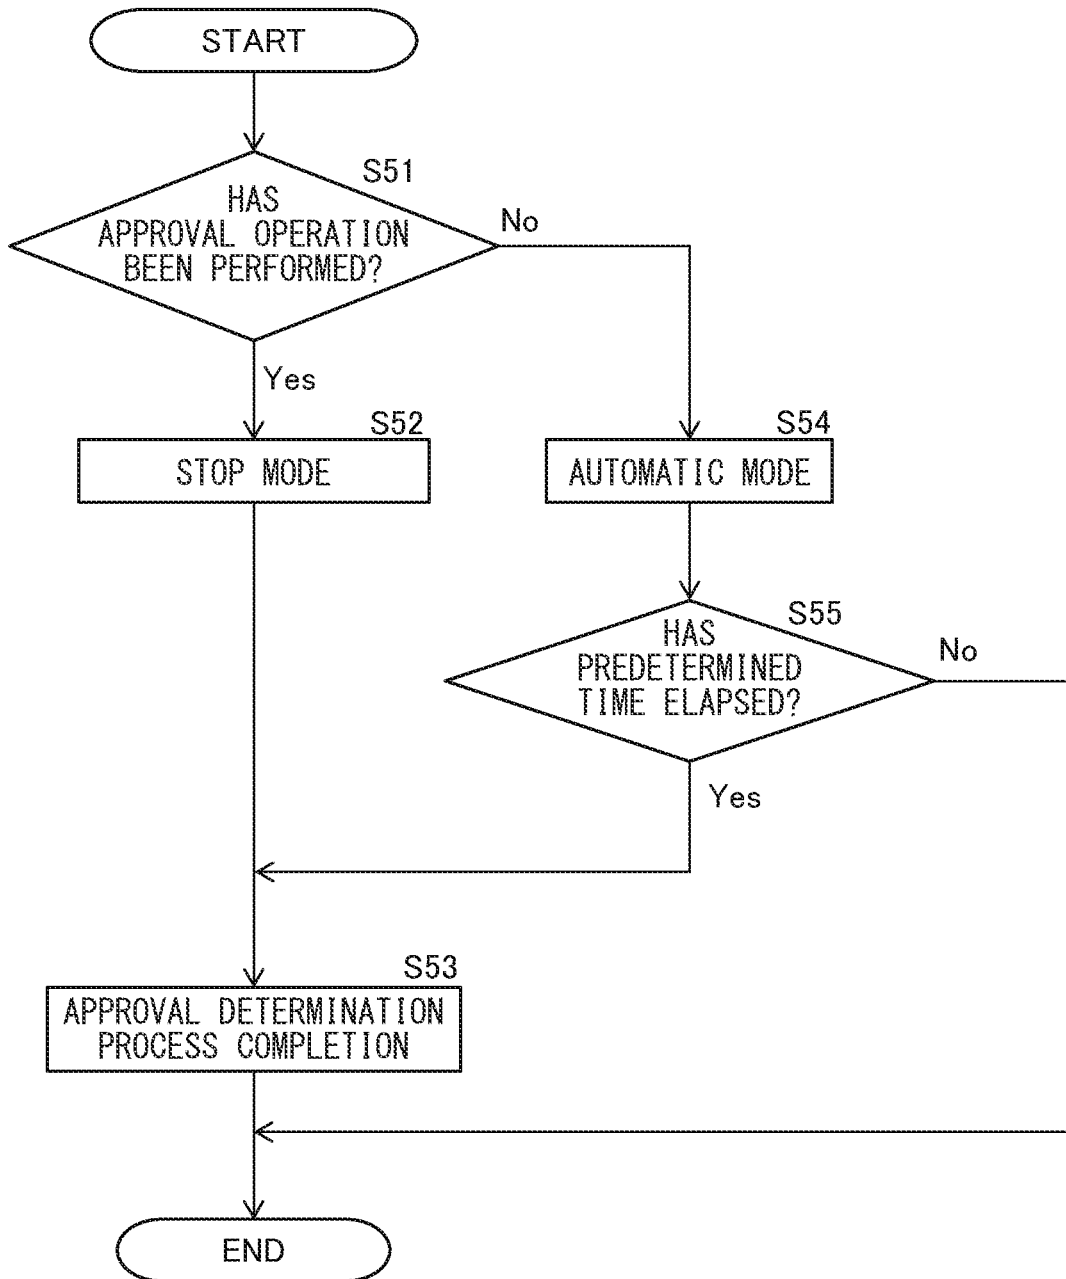 START
S51
HAS
APPROVAL OPERATION
BEEN PERFORMED?
No
Yes
S52
STOP MODE
S54
AUTOMATIC MODE
S55
HAS
PREDETERMINED
TIME ELAPSED?
No
Yes
S53
APPROVAL DETERMINATION
PROCESS COMPLETION
END